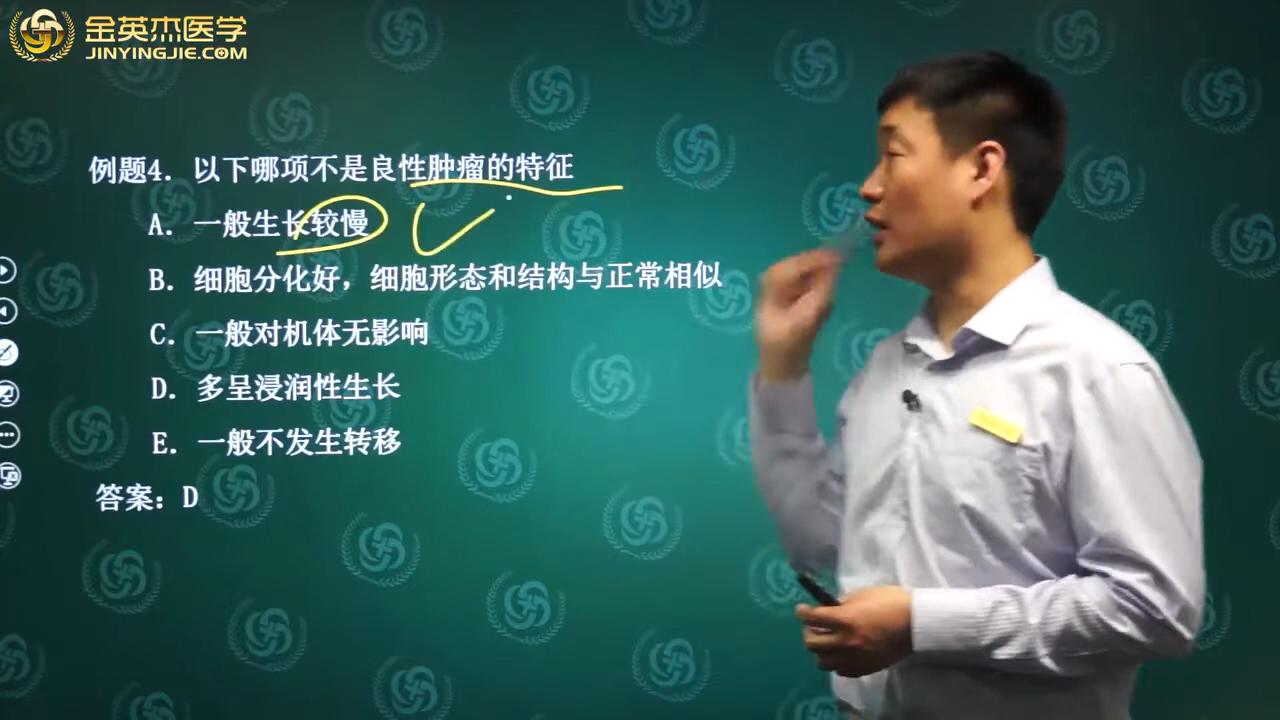 金英杰医学
JINYINGJIE.COM
例题4. 以下哪项不是良性肿瘤的特征
A. 一般生长较慢
B. 细胞分化好，细胞形态和结构与正常相似
C. 一般对机体无影响
D. 多呈浸润性生长
E. 一般不发生转移
答案：D